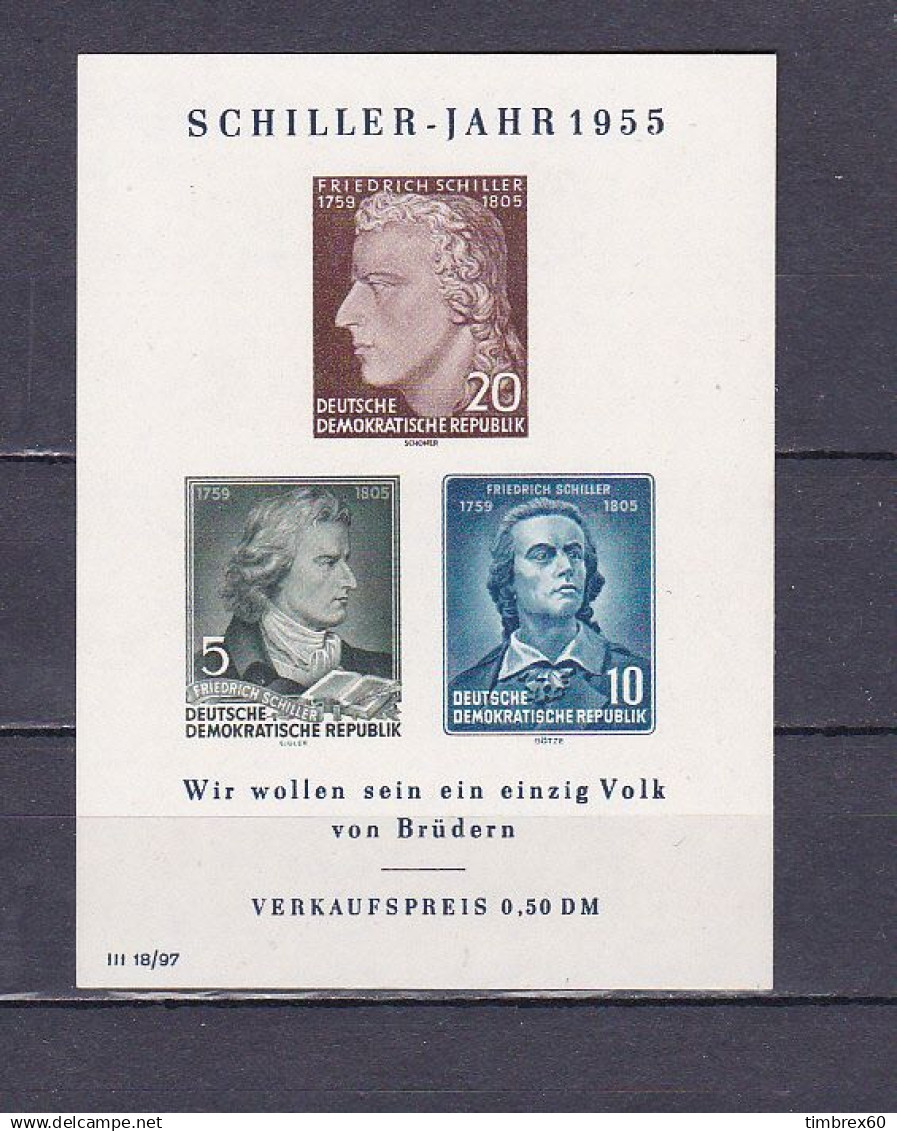 SCHILLER-JAHR 1955
FRIEDRICH SCHILLER
1759 1805
20
DEUTSCHE
DEMOKRATISCHE REPUBLIK
1759 1805
5
FRIEDRICH SCHILLER
DEUTSCHE
DEMOKRATISCHE REPUBLIK
SIGLER
FRIEDRICH SCHILLER
1759 1805
10
DEUTSCHE
DEMOKRATISCHE REPUBLIK
GÖTZE
Wir wollen sein ein einzig Volk
von Brüdern
VERKAUFSPREIS 0,50 DM
III 18/97
delcampe.net
timbrex60